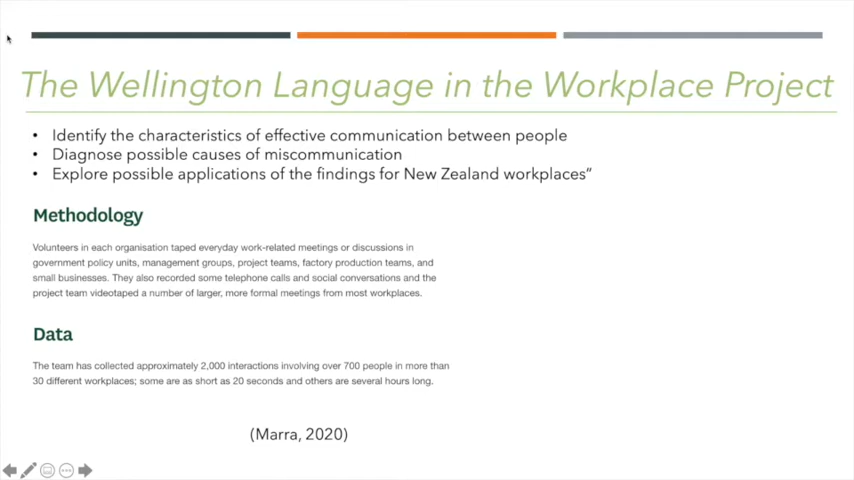 The Wellington Language in the Workplace Project
• Identify the characteristics of effective communication between people
• Diagnose possible causes of miscommunication
• Explore possible applications of the findings for New Zealand workplaces”
Methodology
Volunteers in each organisation taped everyday work-related meetings or discussions in
government policy units, management groups, project teams, factory production teams, and
small businesses. They also recorded some telephone calls and social conversations and the
project team videotaped a number of larger, more formal meetings from most workplaces.
Data
The team has collected approximately 2,000 interactions involving over 700 people in more than
30 different workplaces; some are as short as 20 seconds and others are several hours long.
(Marra, 2020)